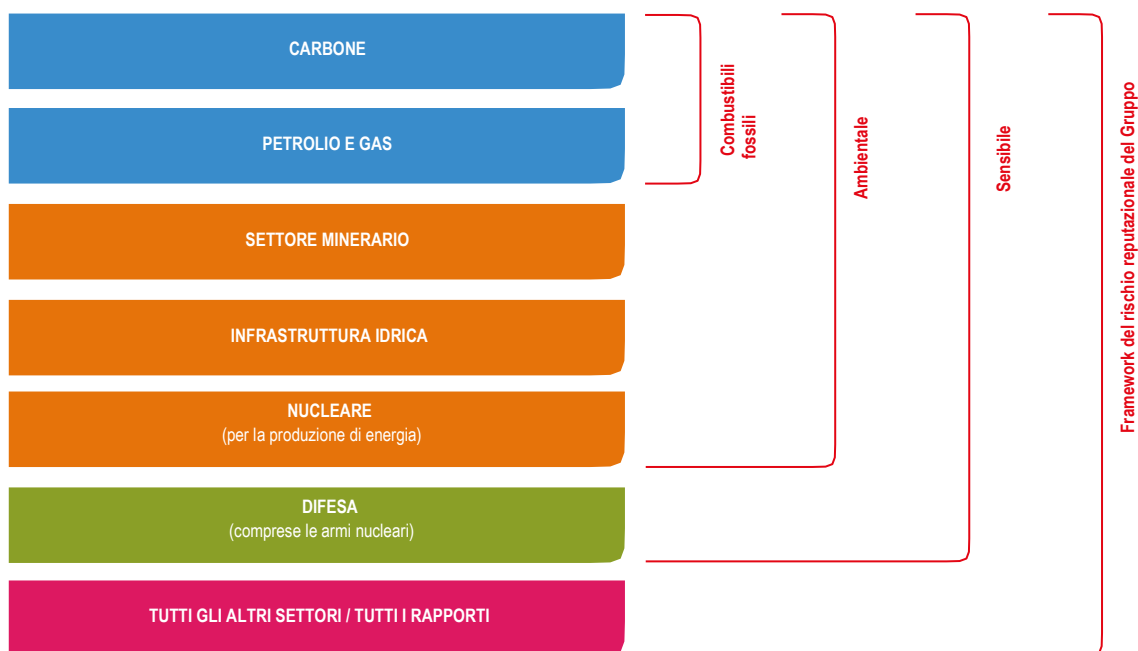 CARBONE
PETROLIO E GAS
SETTORE MINERARIO
INFRASTRUTTURA IDRICA
NUCLEARE
(per la produzione di energia)
DIFESA
(comprese le armi nucleari)
TUTTI GLI ALTRI SETTORI / TUTTI I RAPPORTI
Combustibili
fossili
Ambientale
Sensibile
Framework del rischio reputazionale del Gruppo